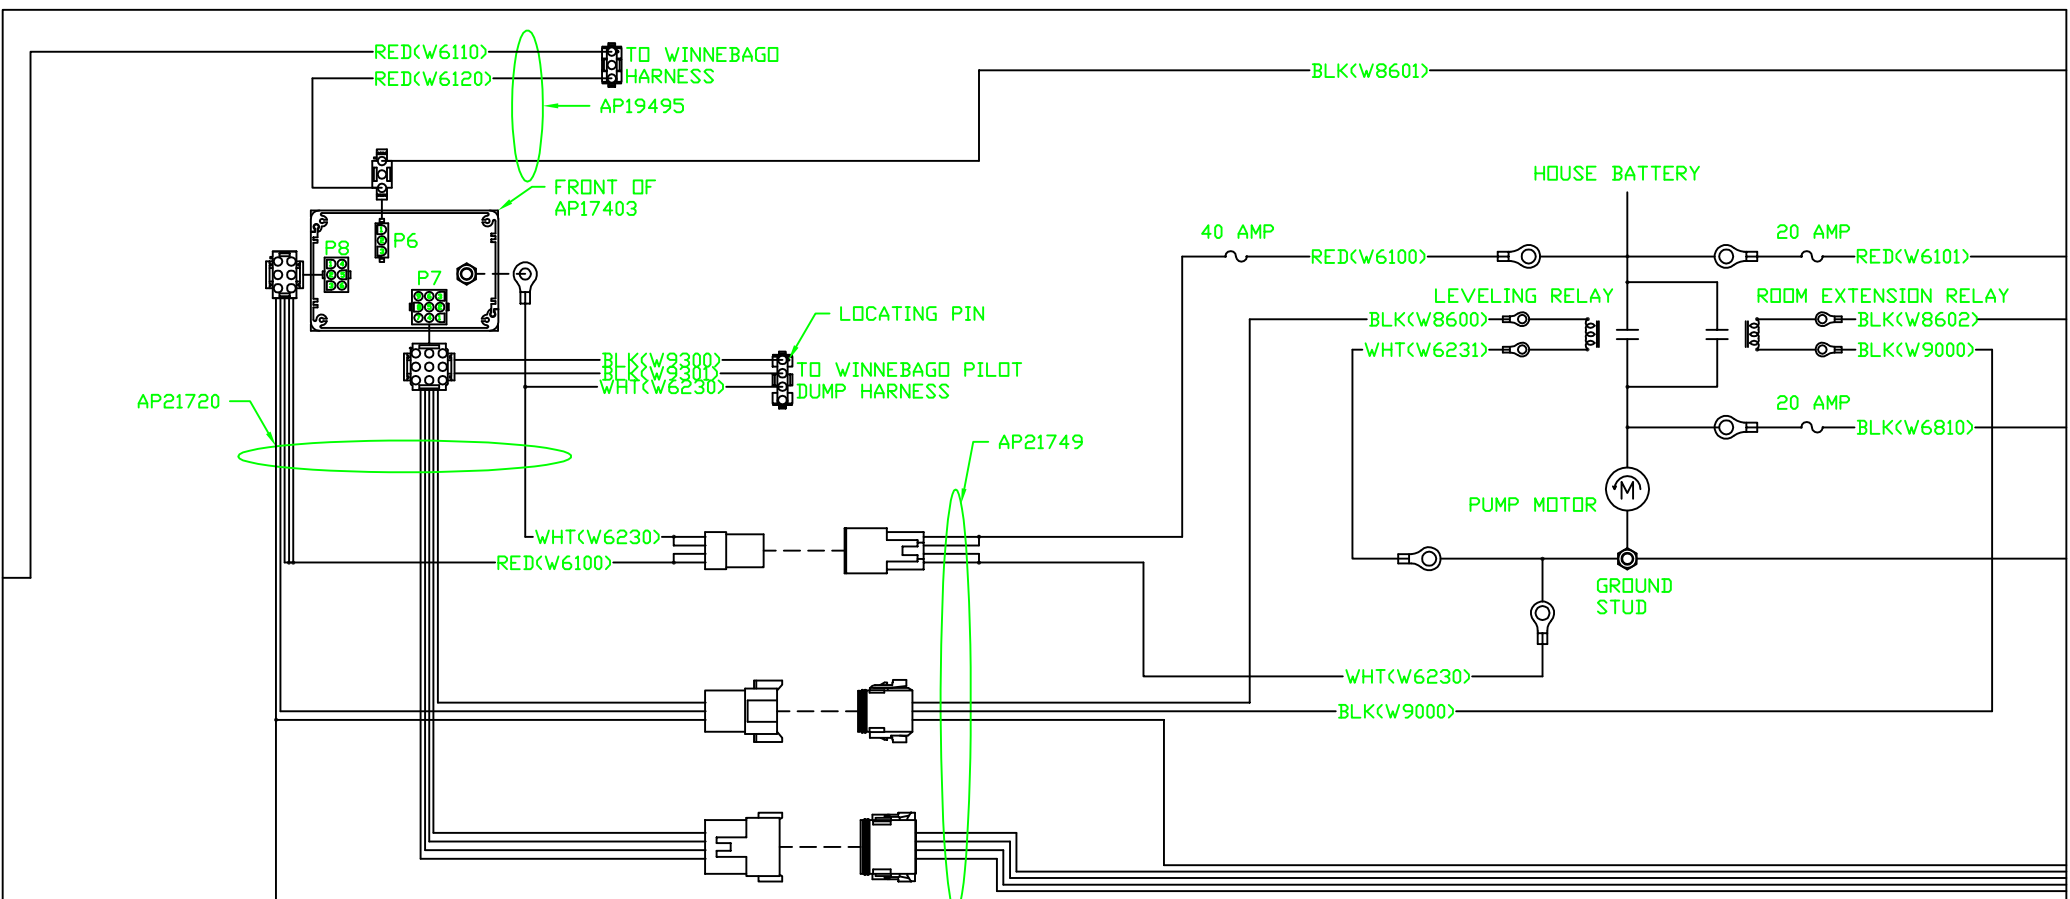 RED(W6110)
TO WINNEBAGO
HARNESS
RED(W6120)
AP19495
BLK(W8601)
FRONT OF
AP17403
HOUSE BATTERY
P8
P6
P7
40 AMP
RED(W6100)
20 AMP
RED(W6101)
LEVELING RELAY
ROOM EXTENSION RELAY
LOCATING PIN
BLK(W8600)
BLK(W8602)
WHT(W6231)
BLK(W9000)
BLK(W9300)
BLK(W9301)
WHT(W6230)
TO WINNEBAGO PILOT
DUMP HARNESS
AP21720
20 AMP
BLK(W6810)
AP21749
M
PUMP MOTOR
WHT(W6230)
RED(W6100)
GROUND
STUD
WHT(W6230)
BLK(W9000)